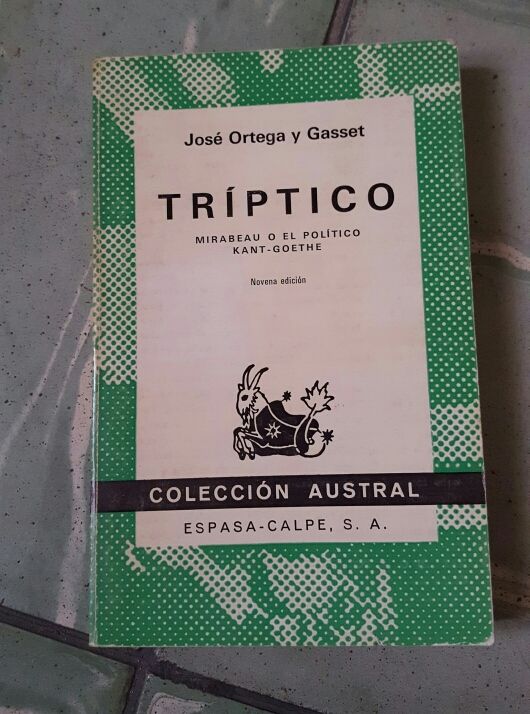 José Ortega y Gasset
TRÍPTICO
MIRABEAU O EL POLÍTICO
KANT-GOETHE
Novena edición
COLECCIÓN AUSTRAL
ESPASA-CALPE, S. A.